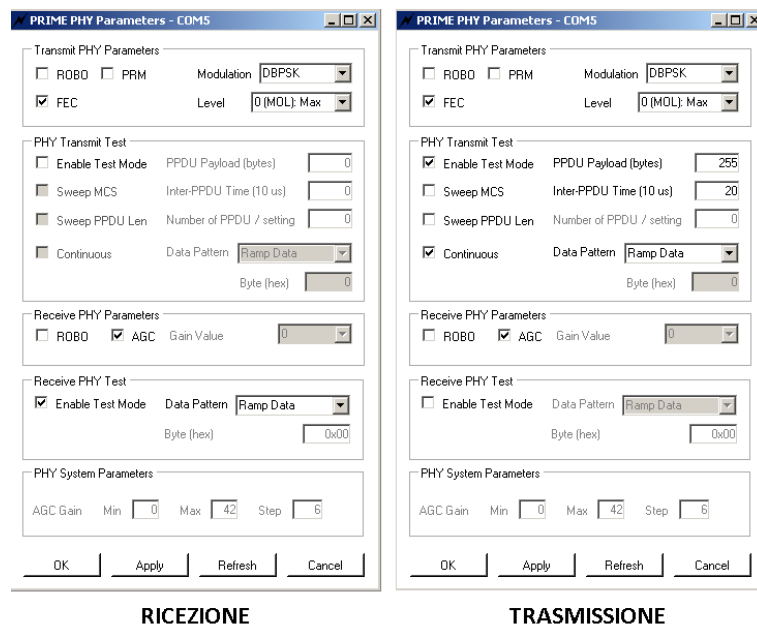 PRIME PHY Parameters - COM5
Transmit PHY Parameters
ROBO PRM Modulation DBPSK
FEC Level 0 (MOL): Max
PHY Transmit Test
Enable Test Mode PPDU Payload (bytes) 0
Sweep MCS Inter-PPDU Time (10 us) 0
Sweep PPDU Len Number of PPDU / setting 0
Continuous Data Pattern Ramp Data
Byte (hex) 0
Receive PHY Parameters
ROBO AGC Gain Value 0
Receive PHY Test
Enable Test Mode Data Pattern Ramp Data
Byte (hex) 0x00
PHY System Parameters
AGC Gain Min 0 Max 42 Step 6
OK Apply Refresh Cancel
RICEZIONE
PRIME PHY Parameters - COM5
Transmit PHY Parameters
ROBO PRM Modulation DBPSK
FEC Level 0 (MOL): Max
PHY Transmit Test
Enable Test Mode PPDU Payload (bytes) 255
Sweep MCS Inter-PPDU Time (10 us) 20
Sweep PPDU Len Number of PPDU / setting 0
Continuous Data Pattern Ramp Data
Byte (hex) 0
Receive PHY Parameters
ROBO AGC Gain Value 0
Receive PHY Test
Enable Test Mode Data Pattern Ramp Data
Byte (hex) 0x00
PHY System Parameters
AGC Gain Min 0 Max 42 Step 6
OK Apply Refresh Cancel
TRASMISSIONE